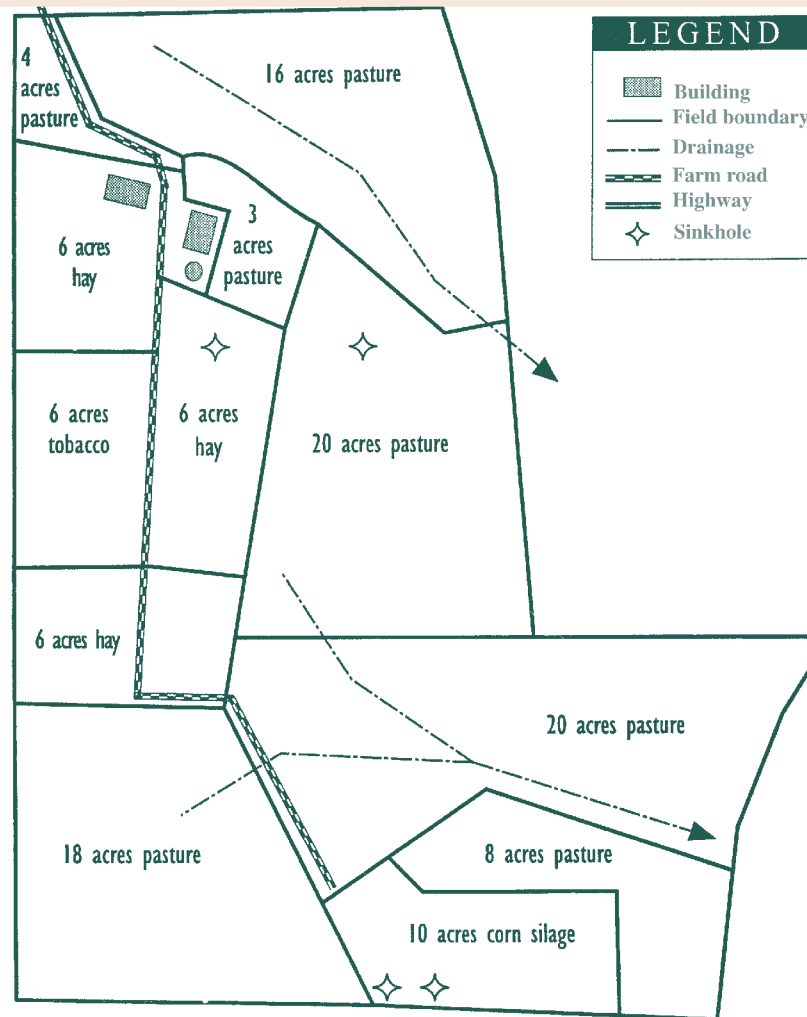 LEGEND
Building
Field boundary
Drainage
Farm road
Highway
Sinkhole
4
acres
pasture
16 acres pasture
3
acres
pasture
6 acres
hay
6 acres
tobacco
6 acres
hay
20 acres pasture
6 acres hay
20 acres pasture
18 acres pasture
8 acres pasture
10 acres corn silage